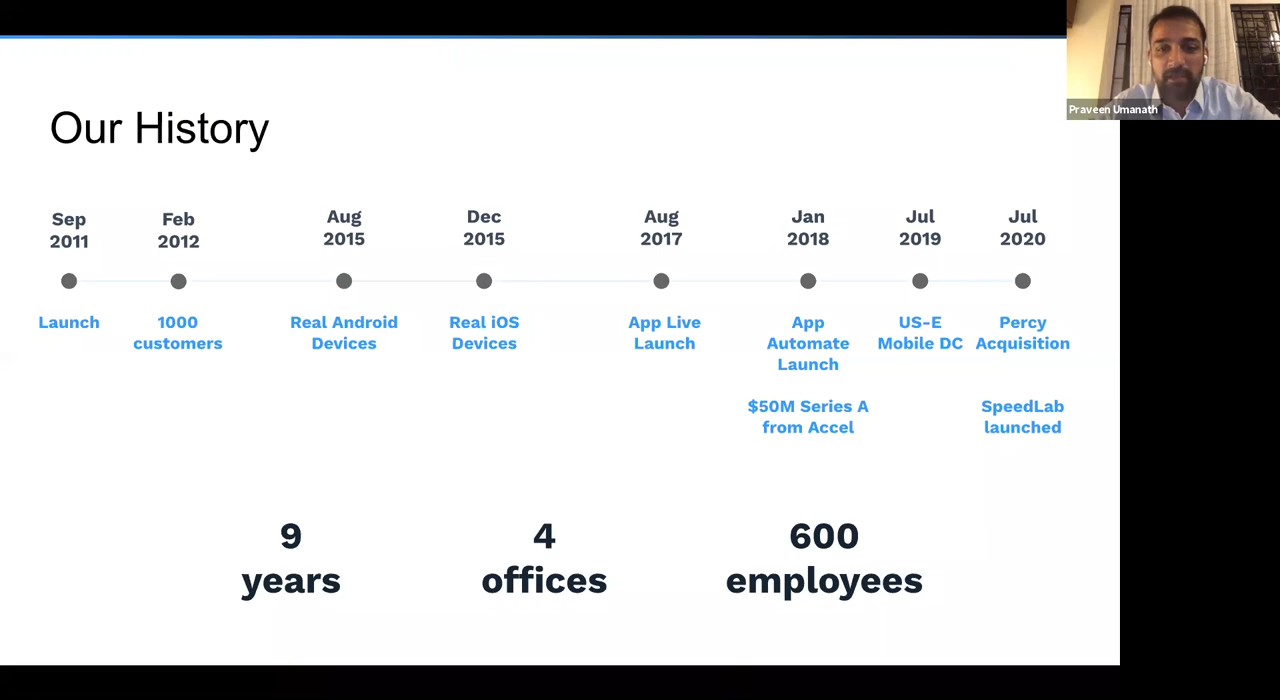 Praveen Umanath
Our History
Sep
2011
Feb
2012
Aug
2015
Dec
2015
Aug
2017
Jan
2018
Jul
2019
Jul
2020
Launch
1000
customers
Real Android
Devices
Real iOS
Devices
App Live
Launch
App
Automate
Launch
$50M Series A
from Accel
US-E
Mobile DC
Percy
Acquisition
SpeedLab
launched
9
years
4
offices
600
employees